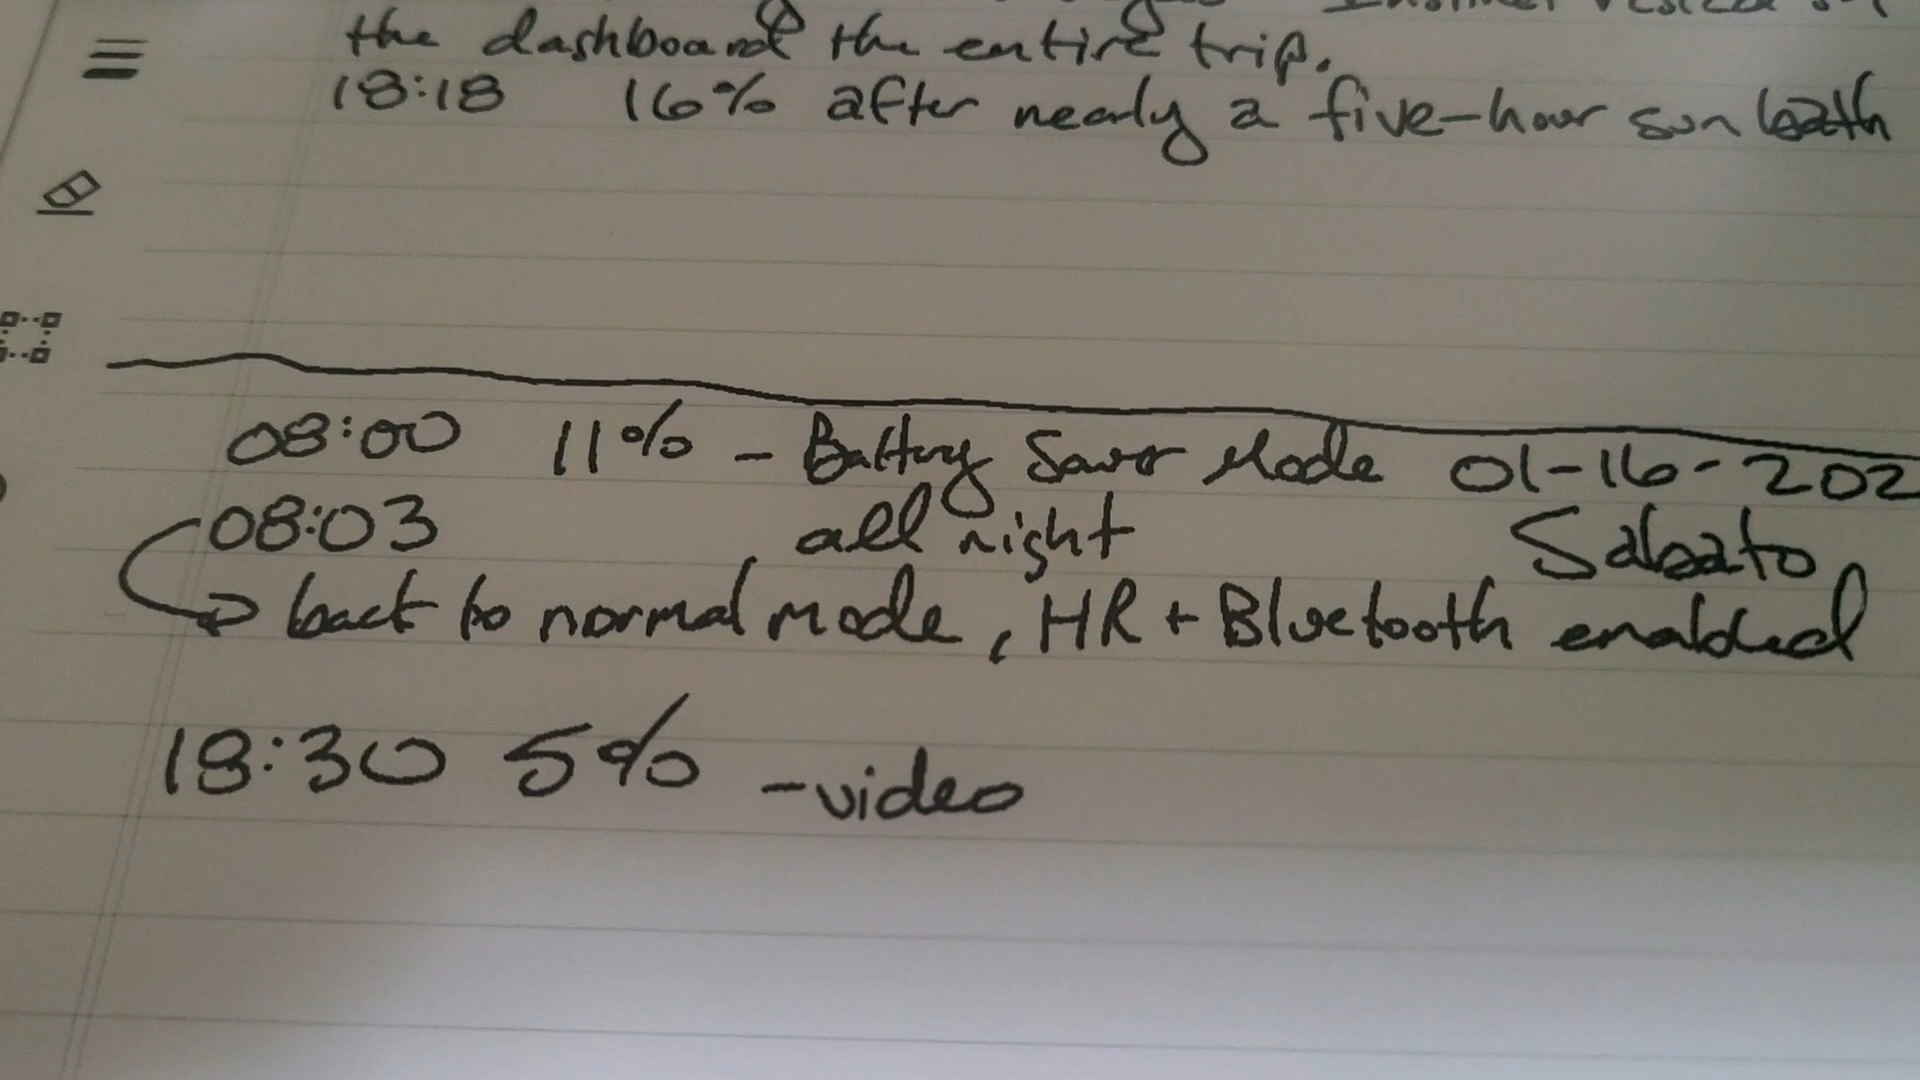 the dashboard the entire trip.
18:18 16% after nearly a five-hour sun bath
08:00 11% - Battery Saver Mode 01-16-202
08:03 all night Sabato
back to normal mode, HR + Bluetooth enabled
18:30 5% - video